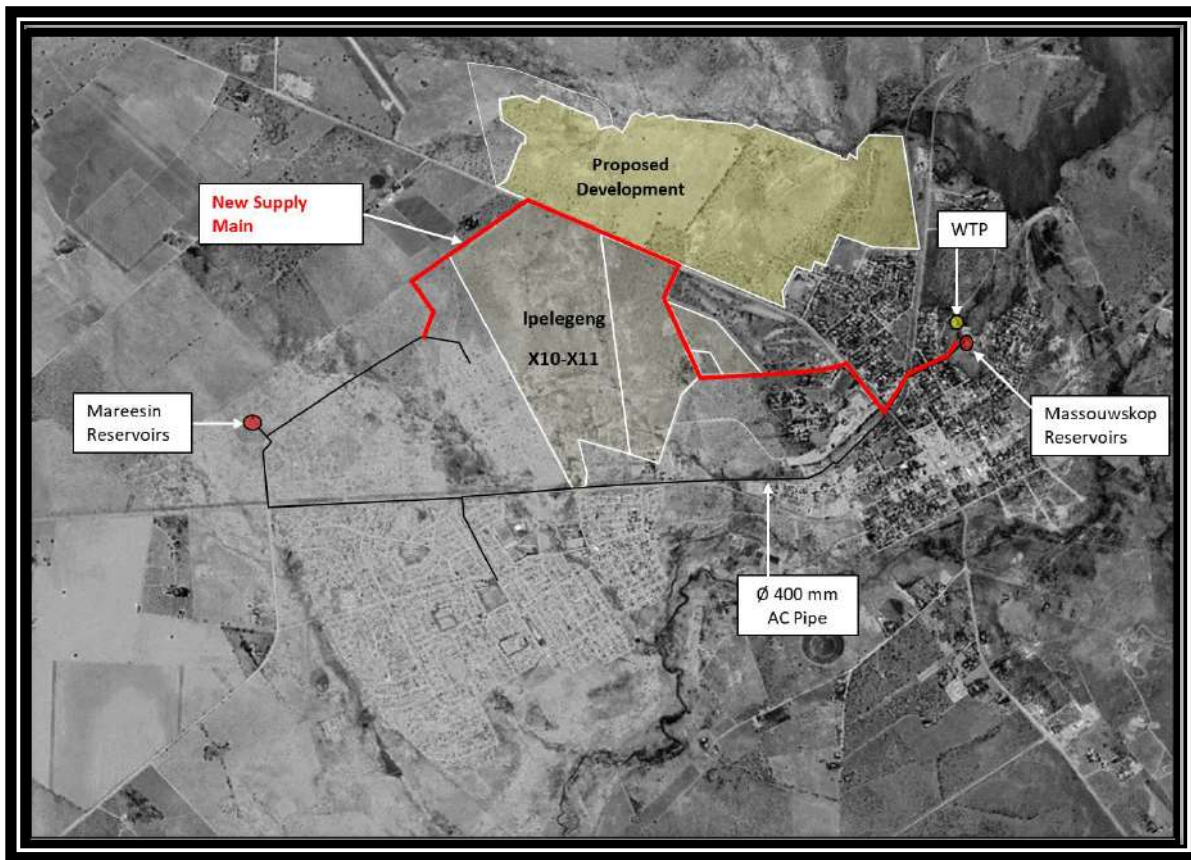 Proposed
Development
New Supply
Main
WTP
Ipelegeng
X10-X11
Mareesin
Reservoirs
Massouwskop
Reservoirs
Ø 400 mm
AC Pipe